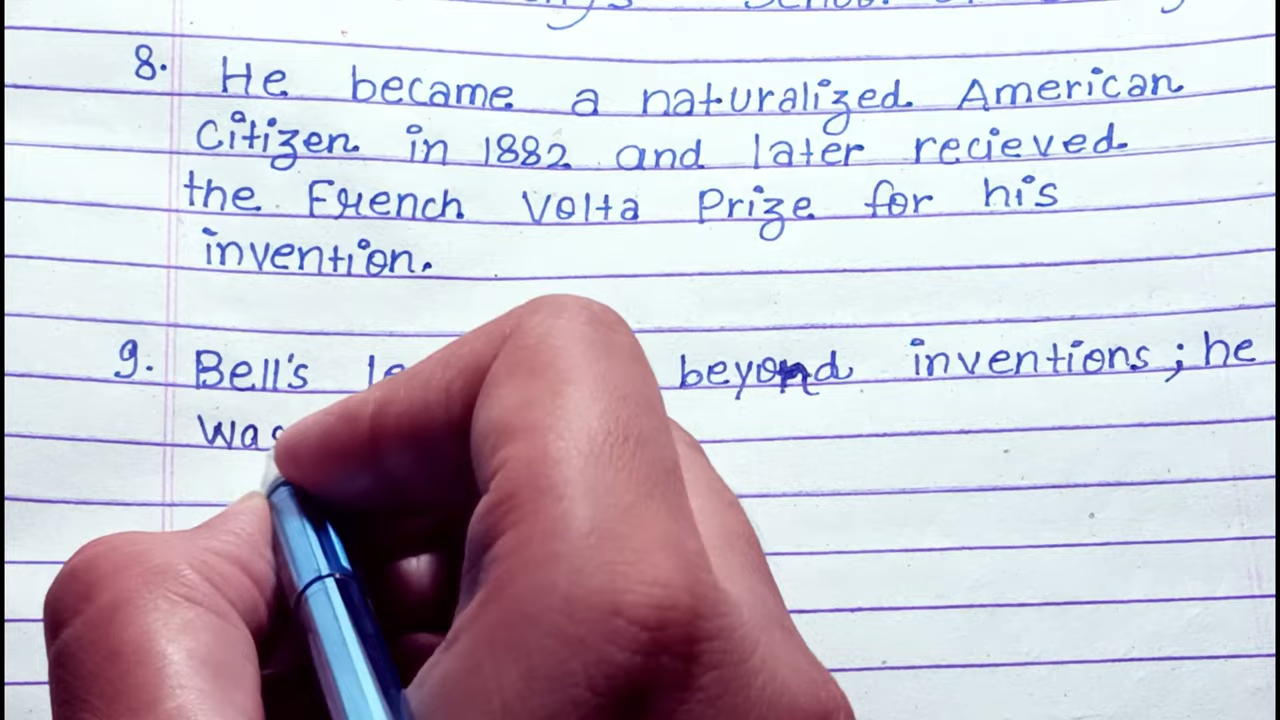 8. He became a naturalized American
Citizen in 1882 and later recieved
the French Volta Prize for his
invention.
9. Bell's beyond inventions; he
was